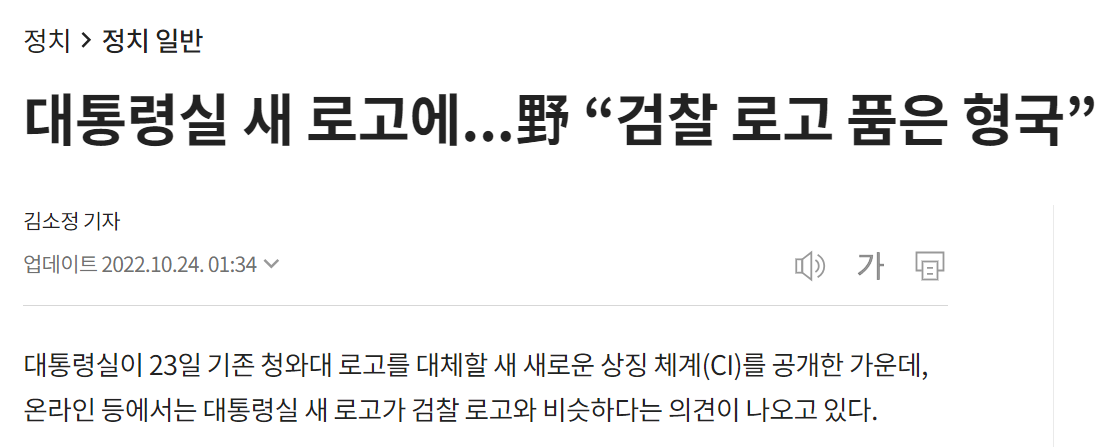 정치 > 정치 일반
대통령실 새 로고에...野 “검찰 로고 품은 형국”
김소정 기자
업데이트 2022.10.24. 01:34
가
대통령실이 23일 기존 청와대 로고를 대체할 새 새로운 상징 체계(CI)를 공개한 가운데,
온라인 등에서는 대통령실 새 로고가 검찰 로고와 비슷하다는 의견이 나오고 있다.